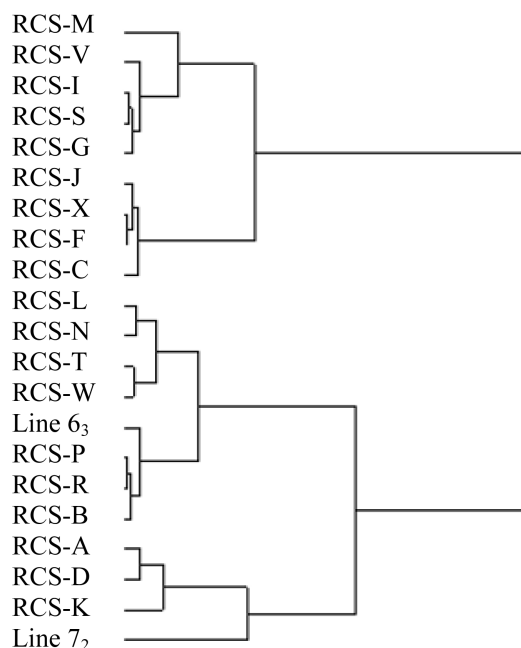 RCS-M
RCS-V
RCS-I
RCS-S
RCS-G
RCS-J
RCS-X
RCS-F
RCS-C
RCS-L
RCS-N
RCS-T
RCS-W
Line 6₃
RCS-P
RCS-R
RCS-B
RCS-A
RCS-D
RCS-K
Line 7₂